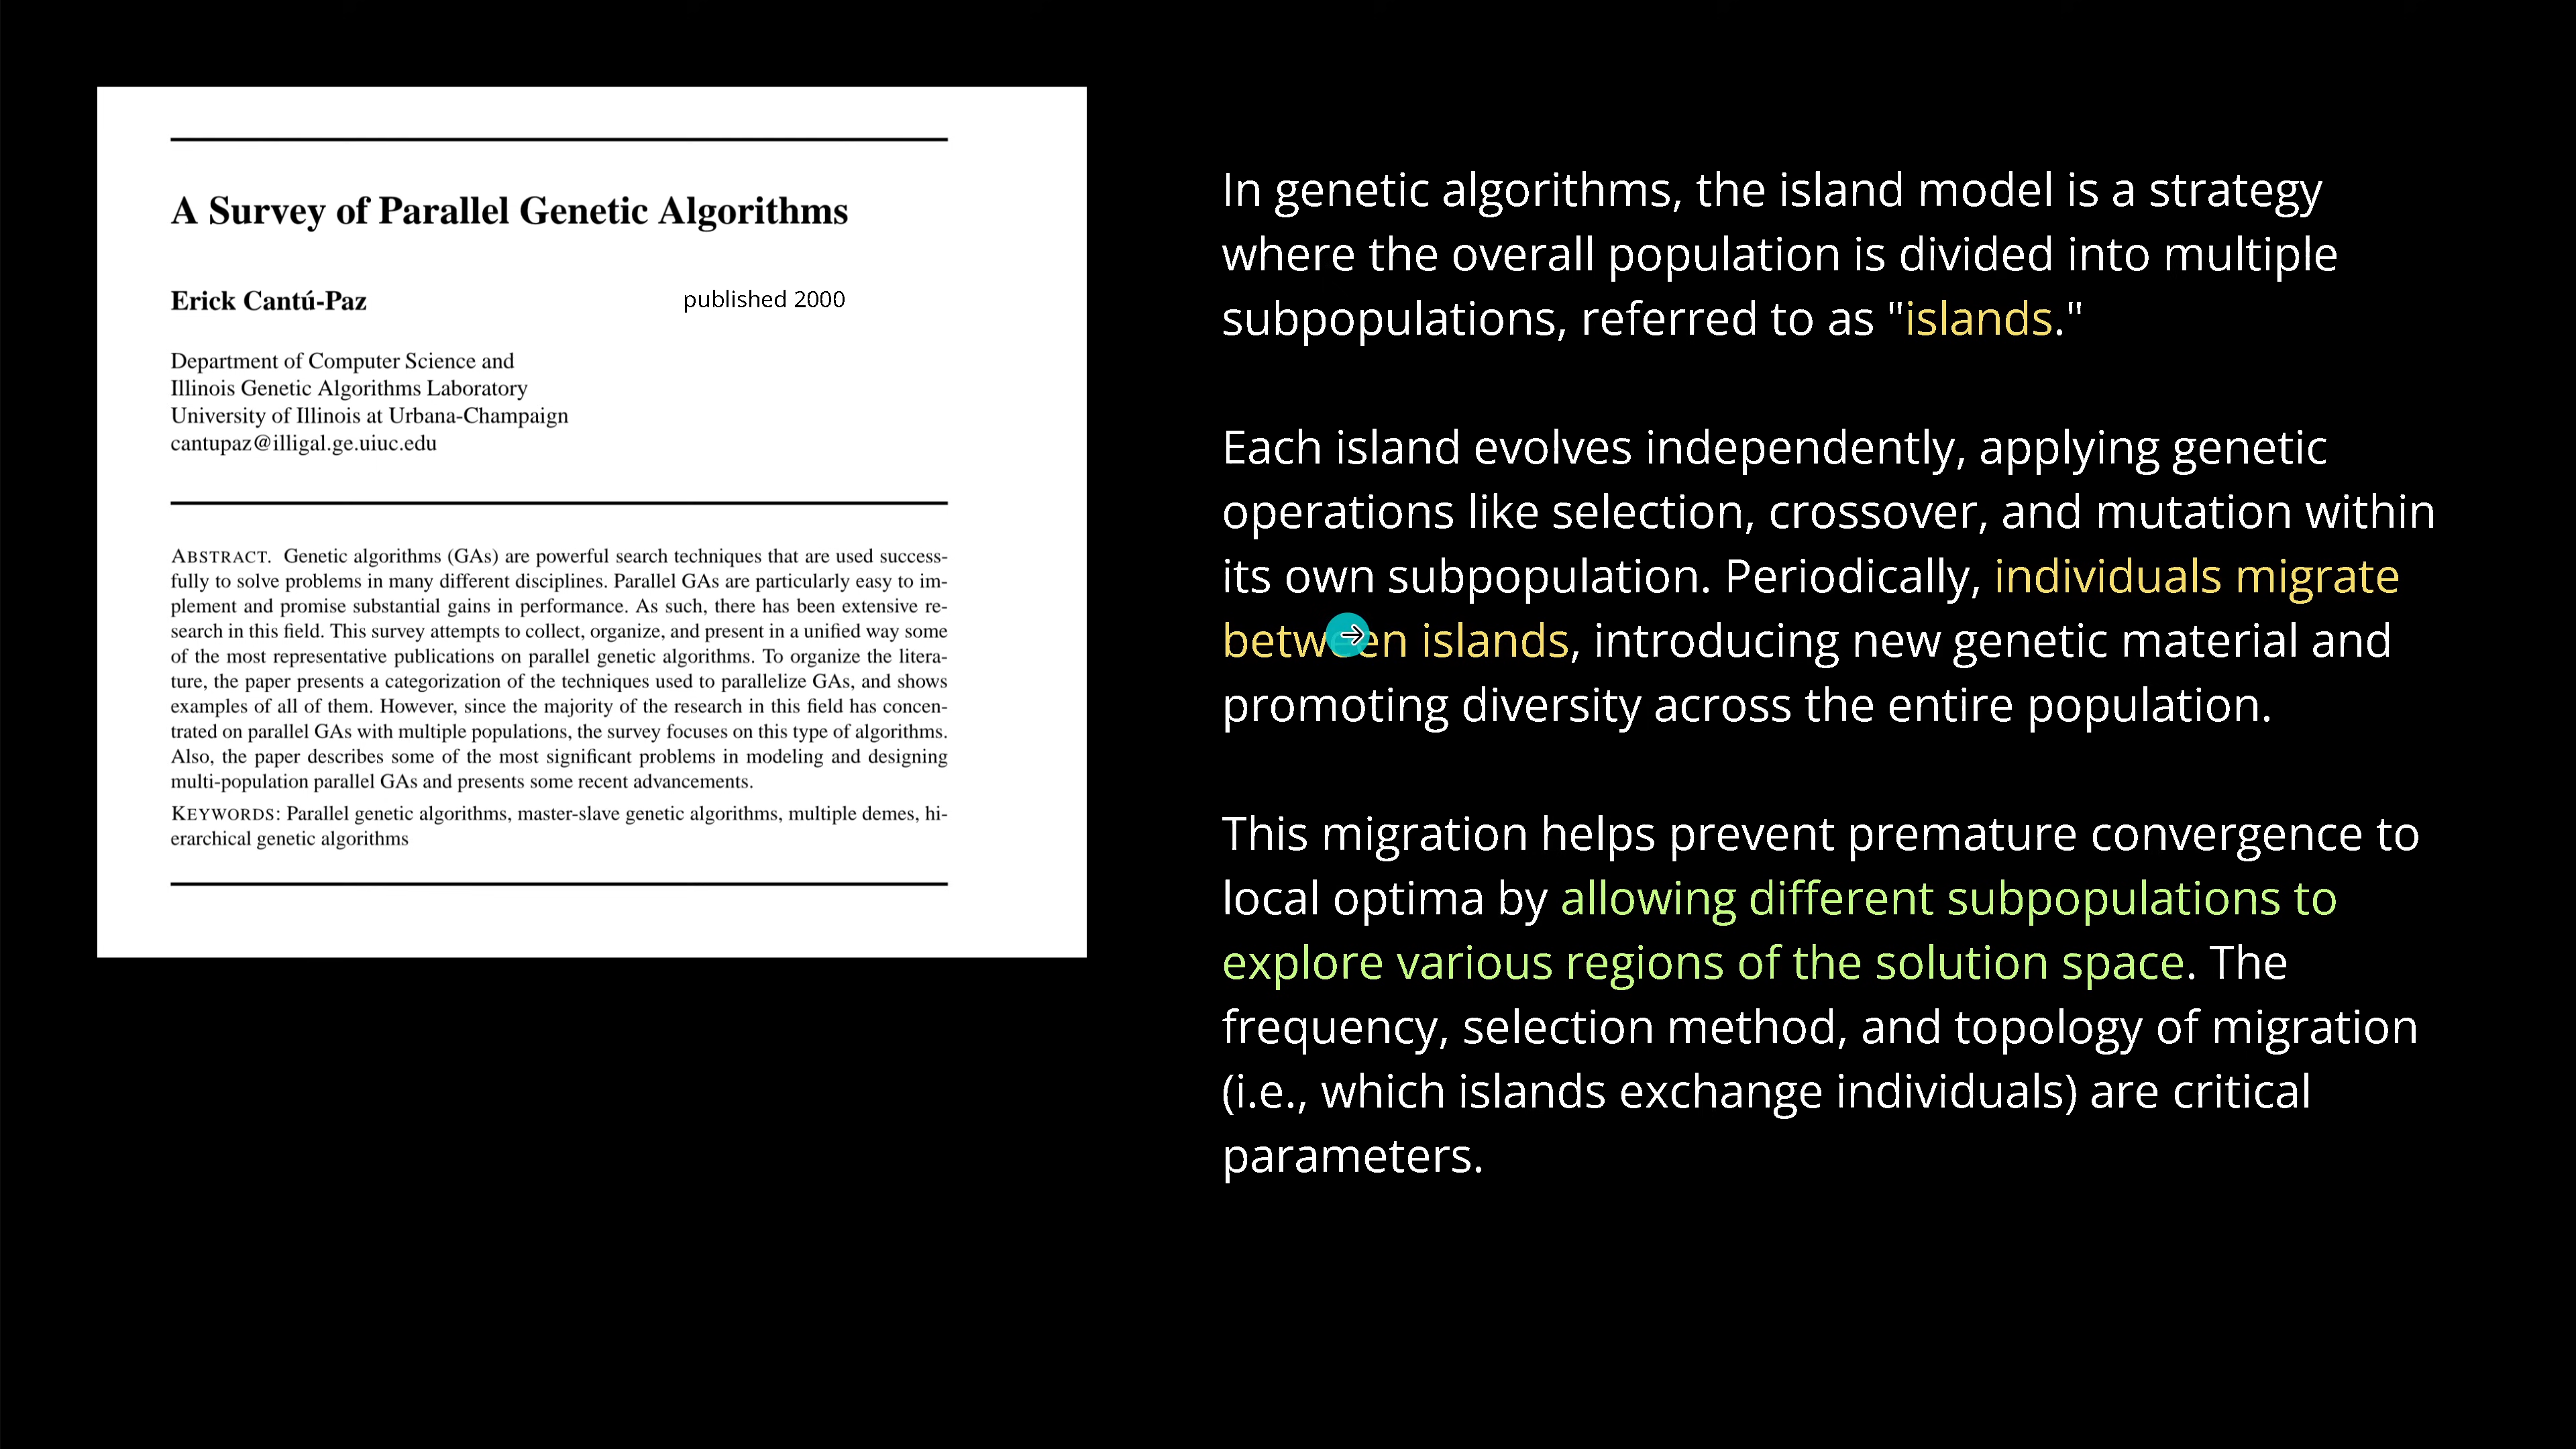 A Survey of Parallel Genetic Algorithms
Erick Cantú-Paz
published 2000
Department of Computer Science and
Illinois Genetic Algorithms Laboratory
University of Illinois at Urbana-Champaign
cantupaz@illigal.ge.uiuc.edu
ABSTRACT. Genetic algorithms (GAs) are powerful search techniques that are used success-
fully to solve problems in many different disciplines. Parallel GAs are particularly easy to im-
plement and promise substantial gains in performance. As such, there has been extensive re-
search in this field. This survey attempts to collect, organize, and present in a unified way some
of the most representative publications on parallel genetic algorithms. To organize the litera-
ture, the paper presents a categorization of the techniques used to parallelize GAs, and shows
examples of all of them. However, since the majority of the research in this field has concen-
trated on parallel GAs with multiple populations, the survey focuses on this type of algorithms.
Also, the paper describes some of the most significant problems in modeling and designing
multi-population parallel GAs and presents some recent advancements.
KEYWORDS: Parallel genetic algorithms, master-slave genetic algorithms, multiple demes, hi-
erarchical genetic algorithms
In genetic algorithms, the island model is a strategy
where the overall population is divided into multiple
subpopulations, referred to as "islands."
Each island evolves independently, applying genetic
operations like selection, crossover, and mutation within
its own subpopulation. Periodically, individuals migrate
between islands, introducing new genetic material and
promoting diversity across the entire population.
This migration helps prevent premature convergence to
local optima by allowing different subpopulations to
explore various regions of the solution space. The
frequency, selection method, and topology of migration
(i.e., which islands exchange individuals) are critical
parameters.